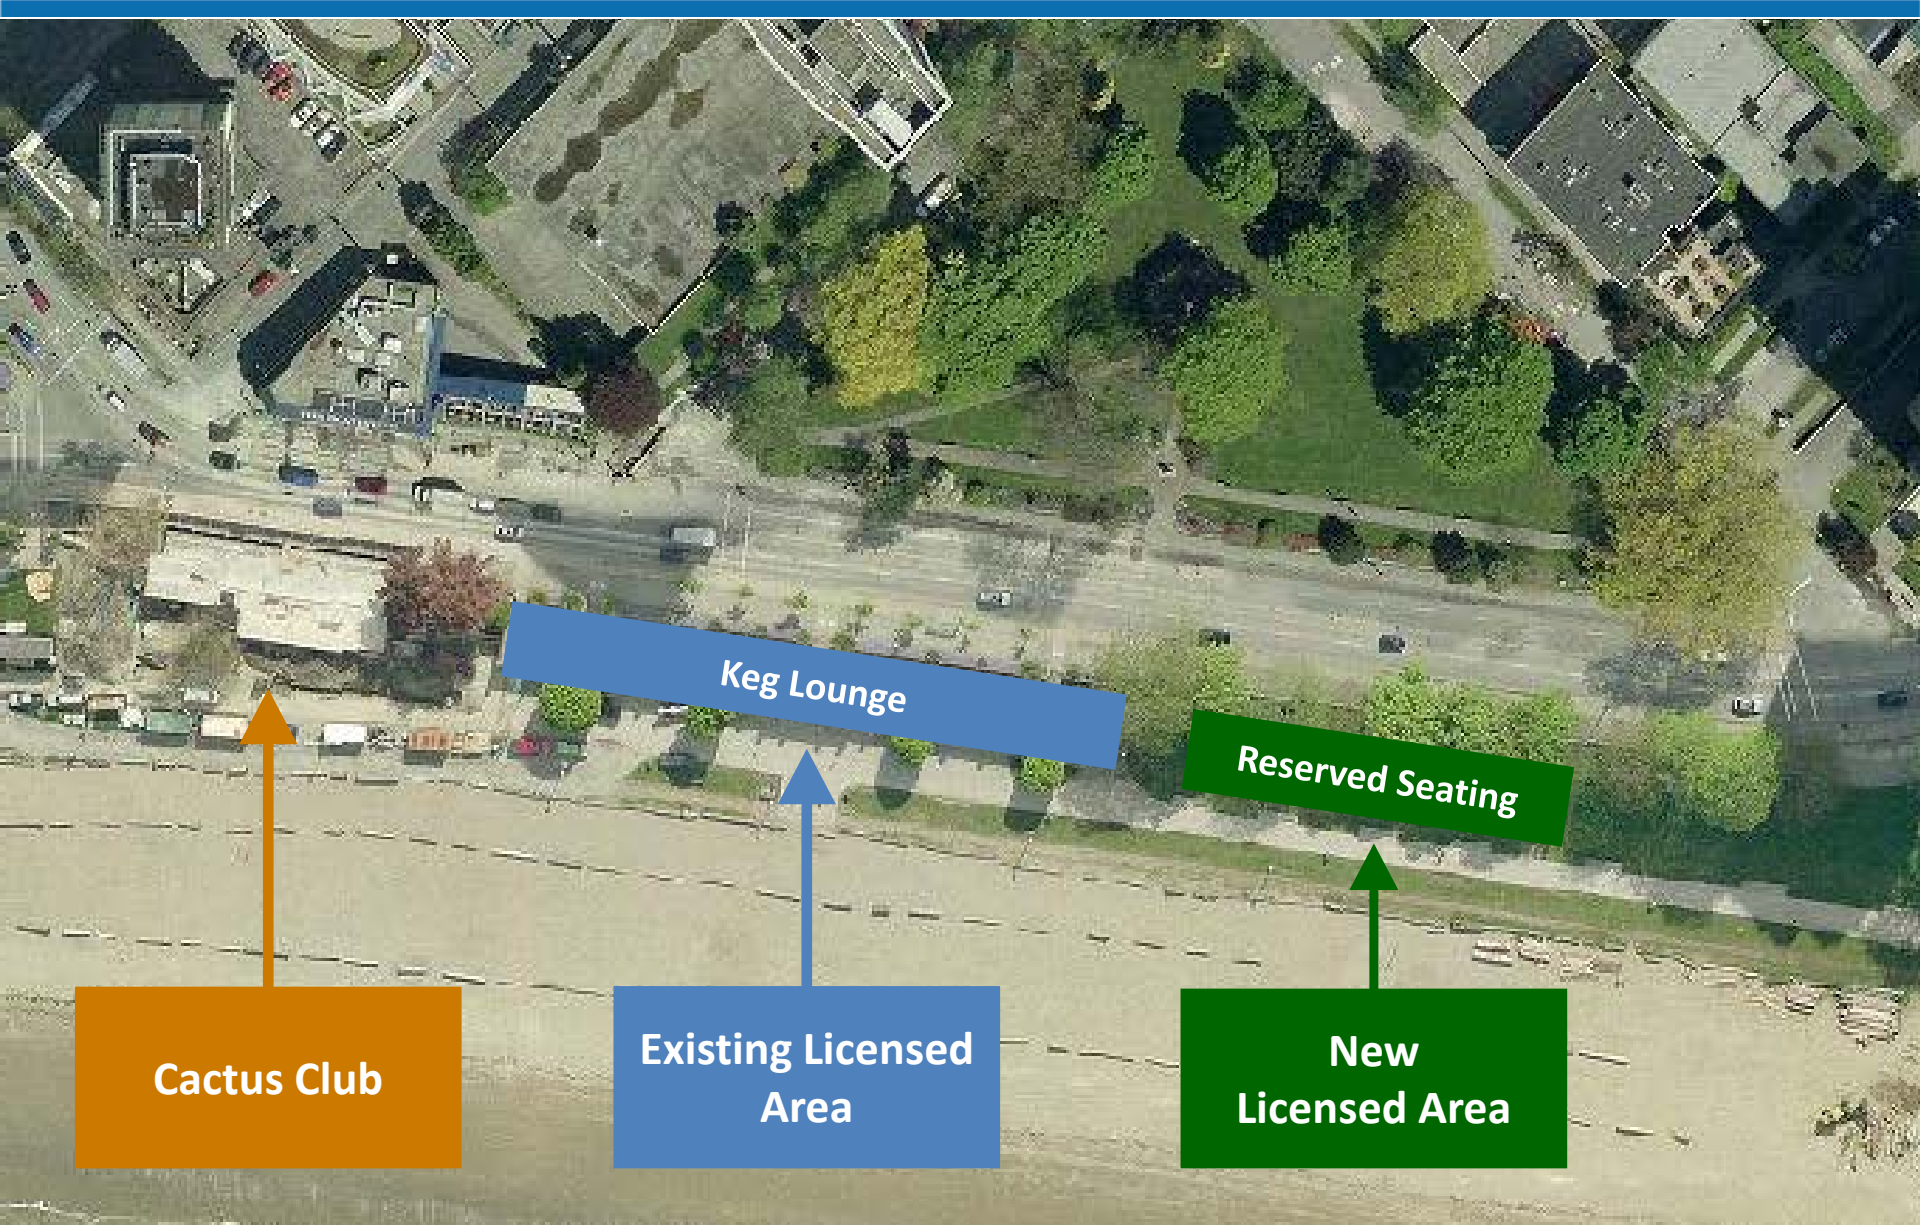 Keg Lounge
Reserved Seating
Cactus Club
Existing Licensed
Area
New
Licensed Area